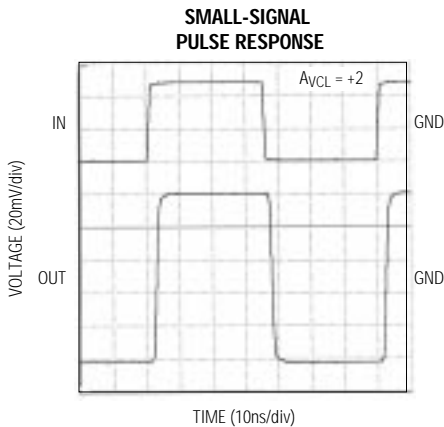 SMALL-SIGNAL
PULSE RESPONSE
AVCL = +2
IN
GND
VOLTAGE (20mV/div)
OUT
GND
TIME (10ns/div)